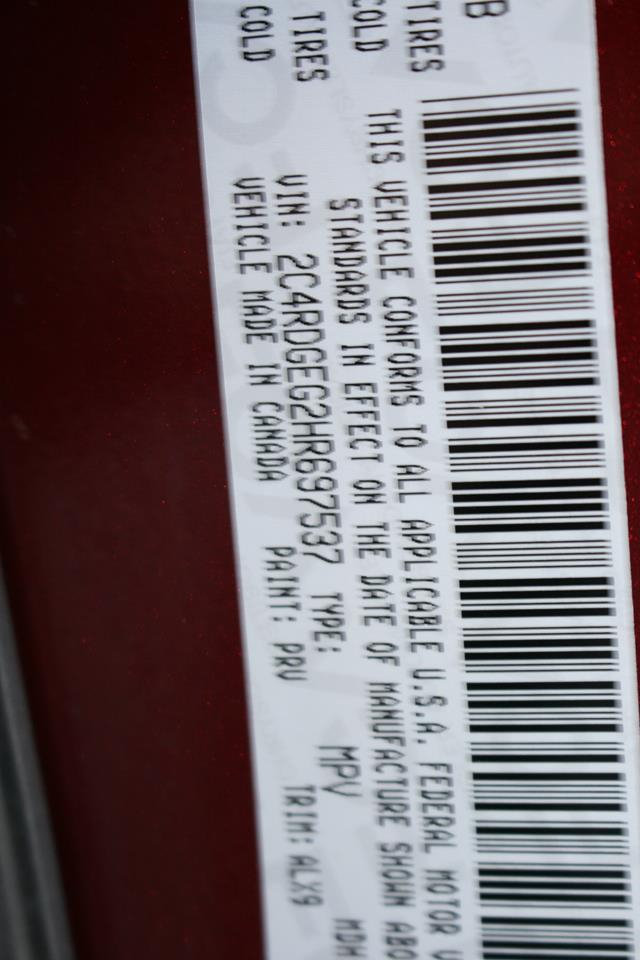 B
TIRES
COLD
TIRES
COLD
THIS VEHICLE CONFORMS TO ALL APPLICABLE U.S.A. FEDERAL MOTOR V
STANDARDS IN EFFECT ON THE DATE OF MANUFACTURE SHOWN ABO
VIN: 2C4RDGEG2HR697537 TYPE: MPV MDH
VEHICLE MADE IN CANADA PAINT: PRV TRIM: ALX9